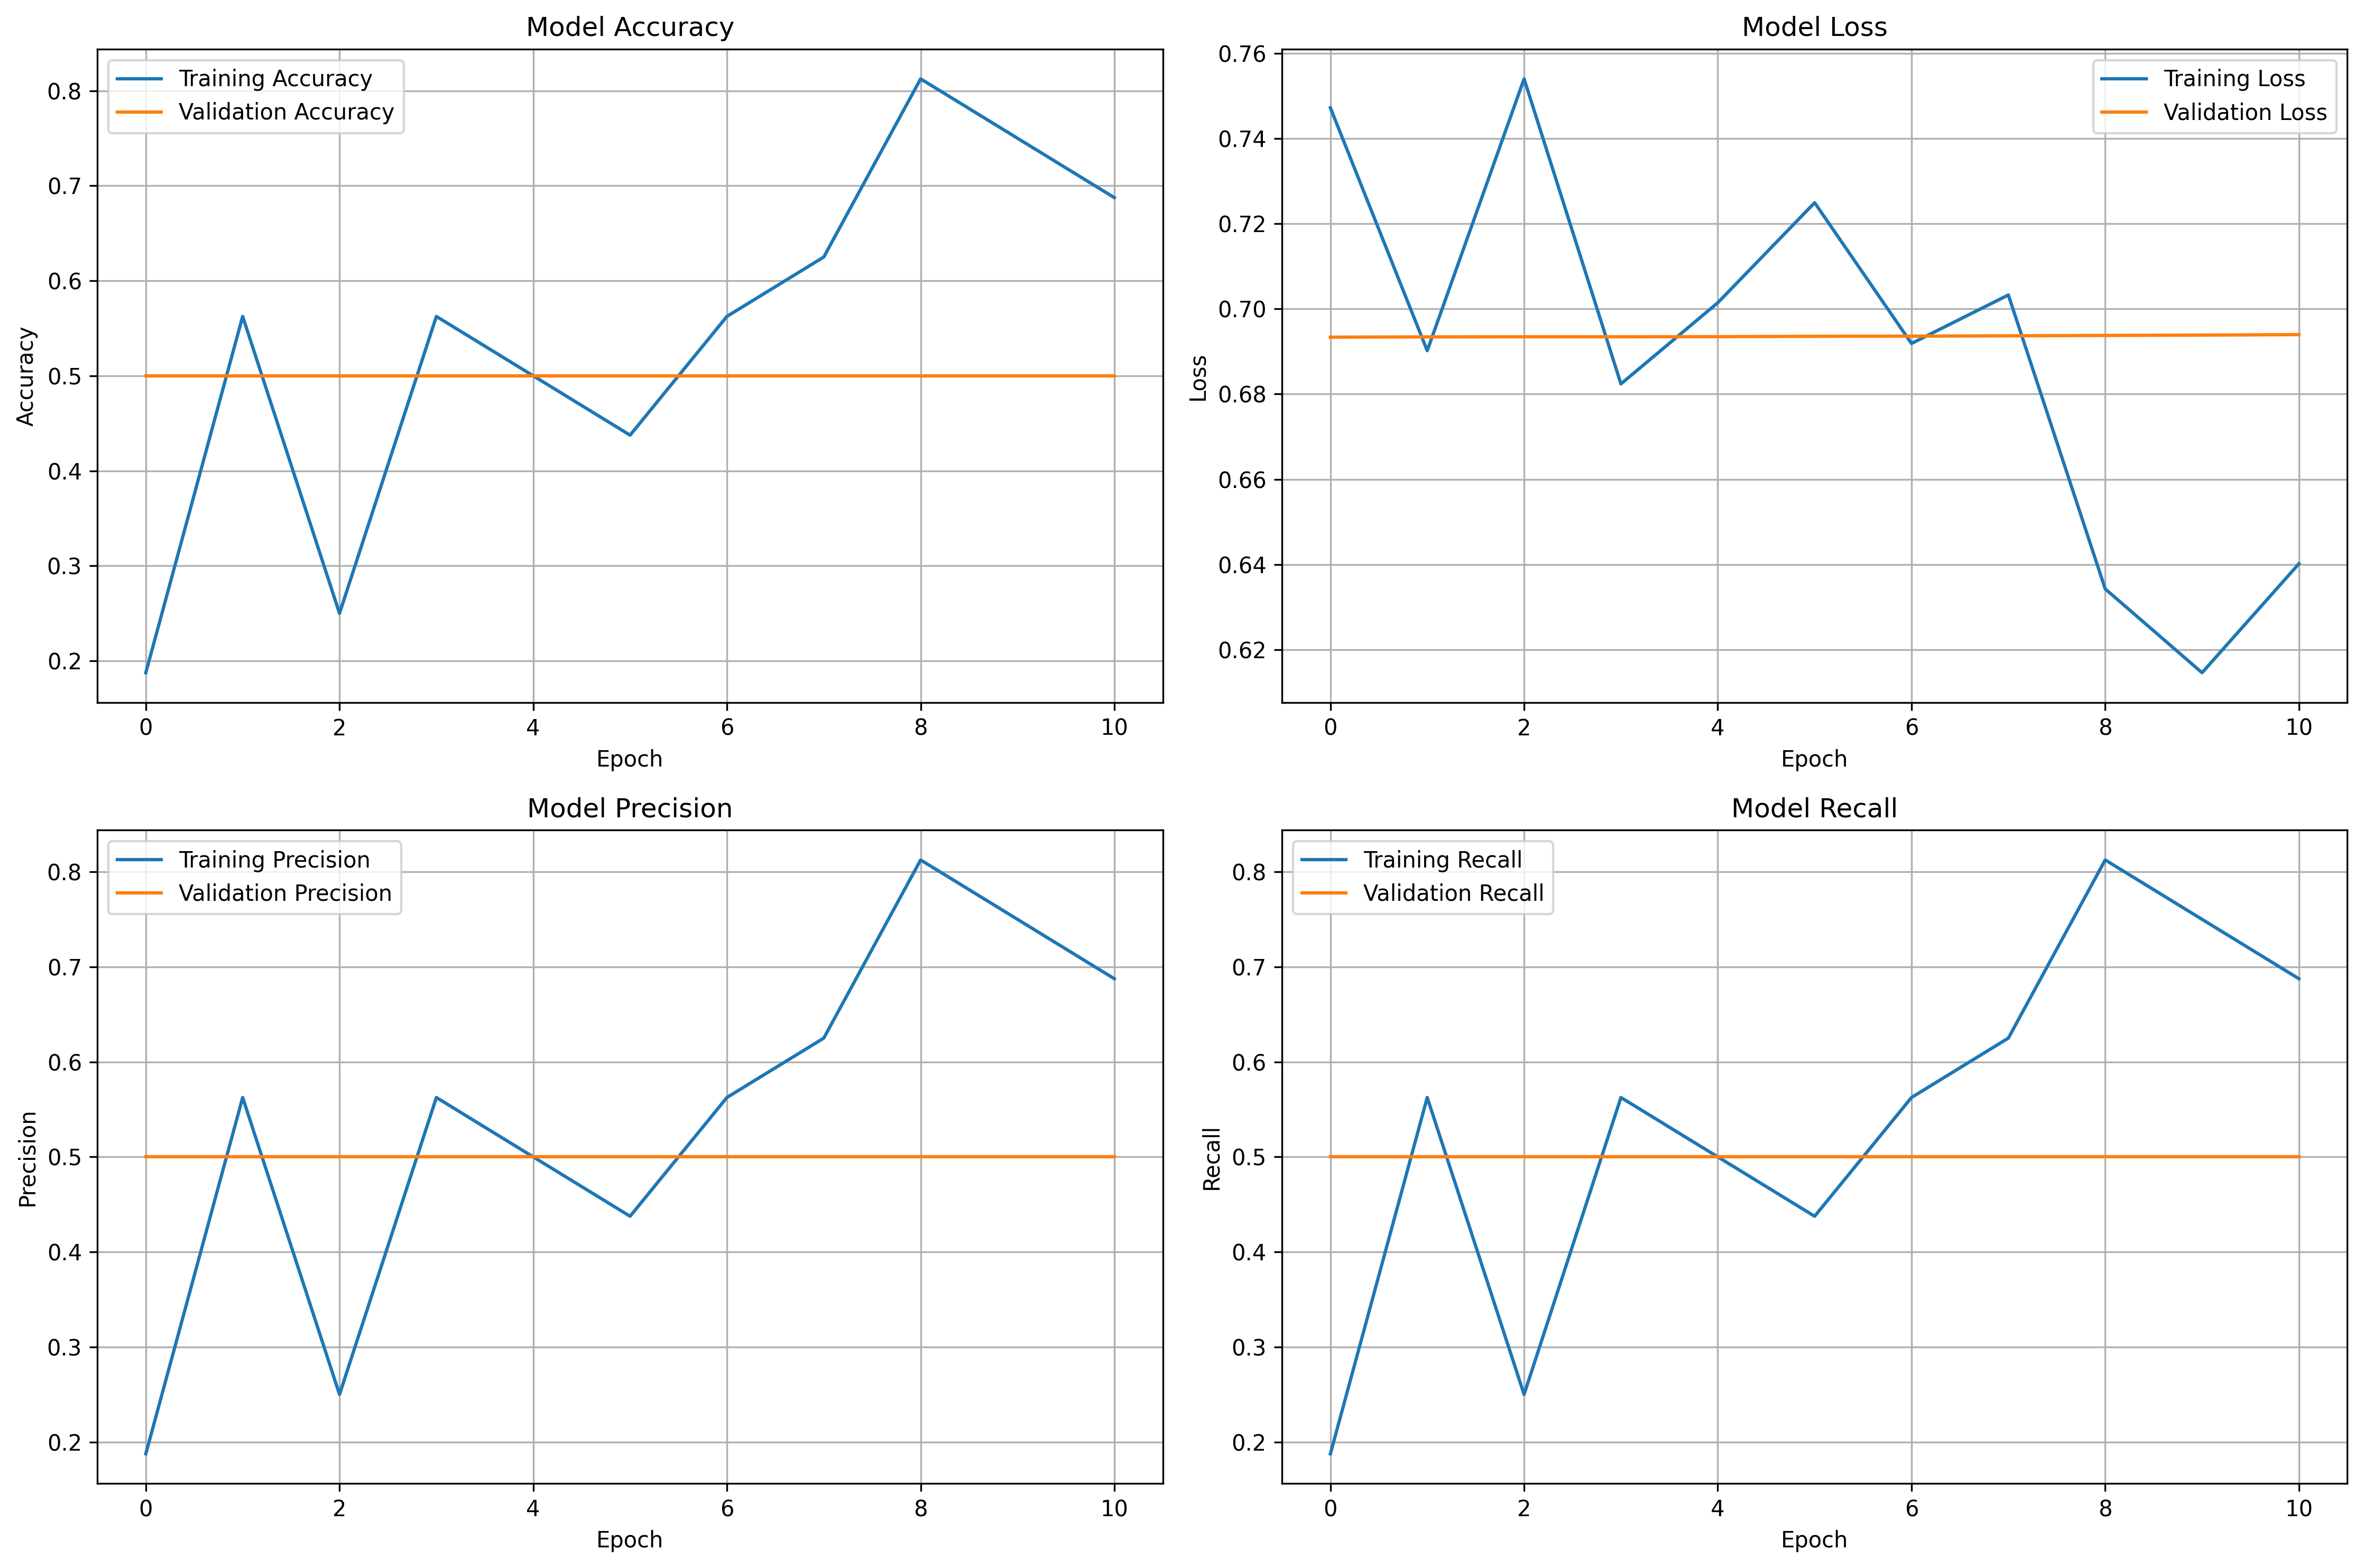 Model Accuracy
Training Accuracy
Validation Accuracy
0.8
0.7
0.6
0.5
0.4
0.3
0.2
Accuracy
0 2 4 6 8 10
Epoch
Model Loss
Training Loss
Validation Loss
0.76
0.74
0.72
0.70
0.68
0.66
0.64
0.62
Loss
0 2 4 6 8 10
Epoch
Model Precision
Training Precision
Validation Precision
0.8
0.7
0.6
0.5
0.4
0.3
0.2
Precision
0 2 4 6 8 10
Epoch
Model Recall
Training Recall
Validation Recall
0.8
0.7
0.6
0.5
0.4
0.3
0.2
Recall
0 2 4 6 8 10
Epoch